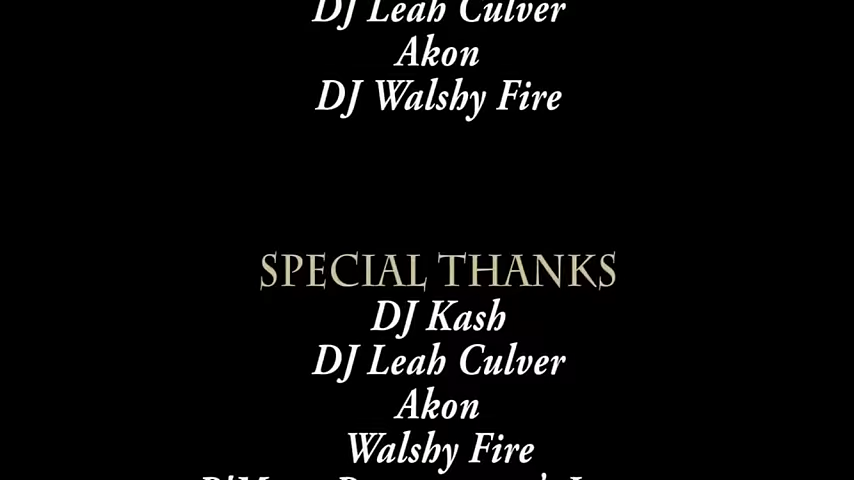 DJ Leah Culver
Akon
DJ Walshy Fire
SPECIAL THANKS
DJ Kash
DJ Leah Culver
Akon
Walshy Fire